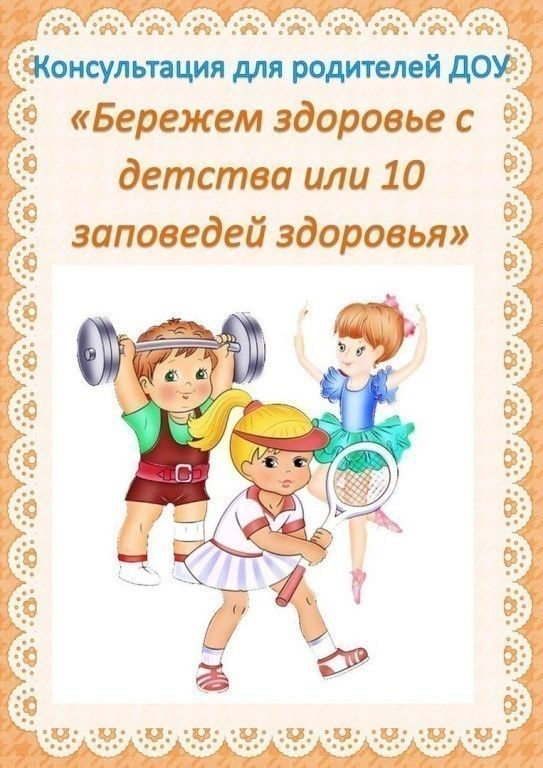 Консультация для родителей ДОУ
«Бережем здоровье с
детства или 10
заповедей здоровья»